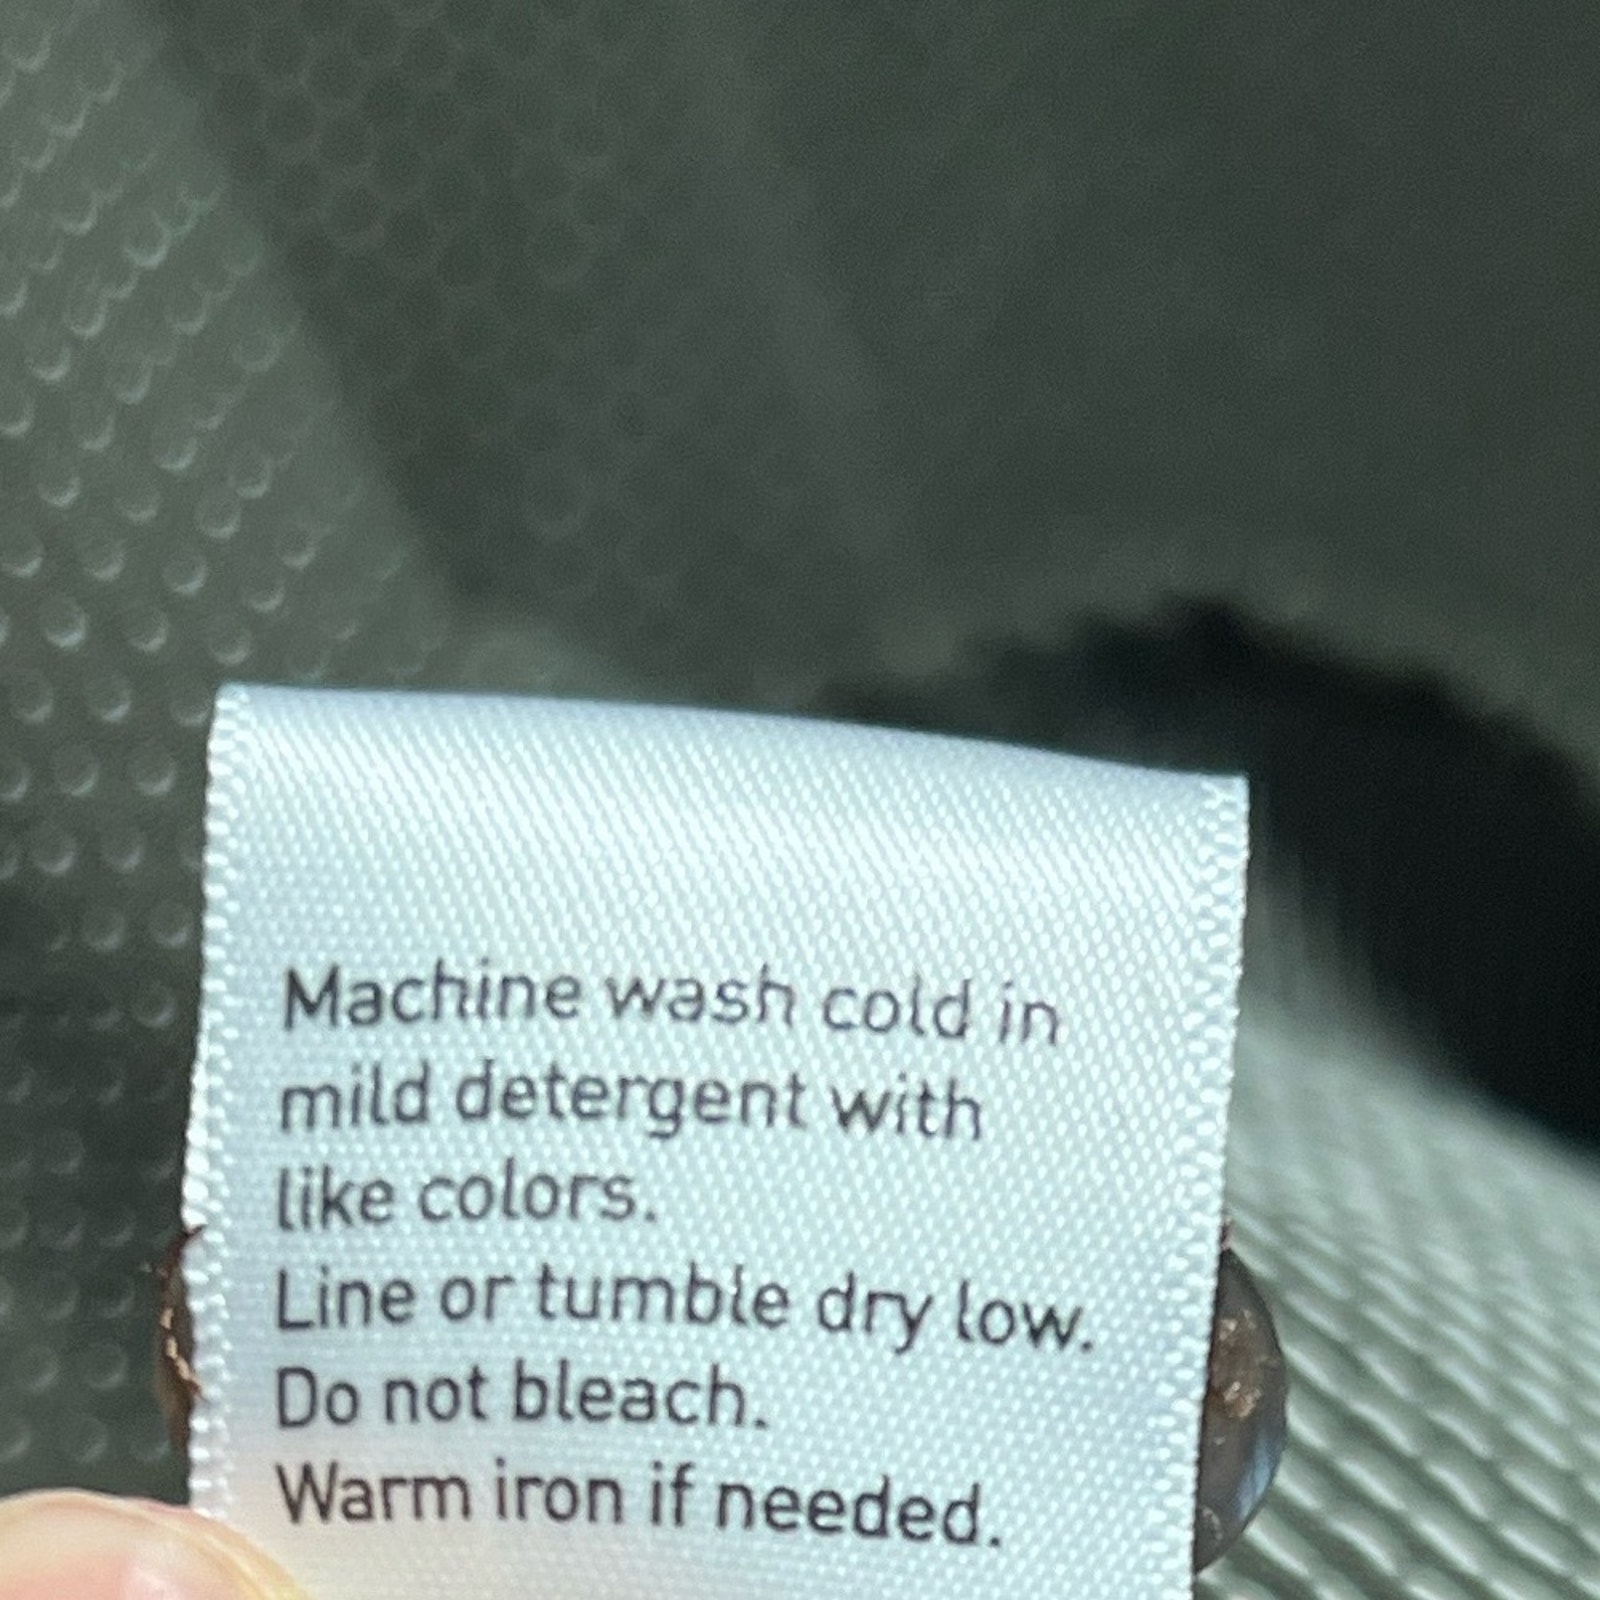 Machine wash cold in
mild detergent with
like colors.
Line or tumble dry low.
Do not bleach.
Warm iron if needed.